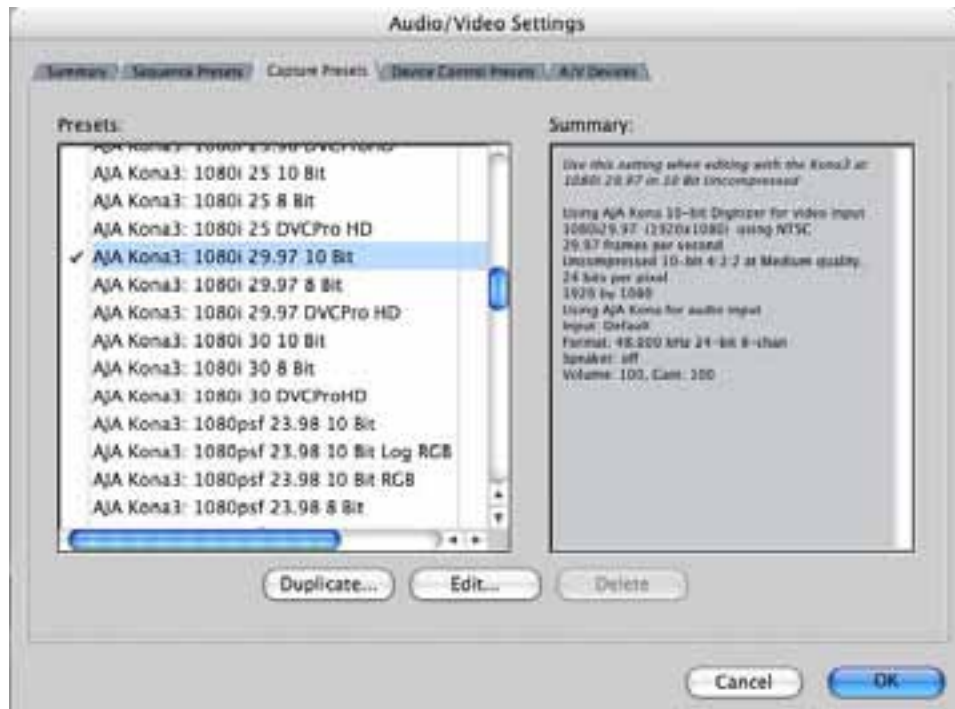 Audio/Video Settings
Summary
Sequence Presets
Capture Presets
Device Control Presets
A/V Devices
Presets:
Summary:
AJA Kona3: 1080i 25 10 Bit
AJA Kona3: 1080i 25 8 Bit
AJA Kona3: 1080i 25 DVCPro HD
✓ AJA Kona3: 1080i 29.97 10 Bit
AJA Kona3: 1080i 29.97 8 Bit
AJA Kona3: 1080i 29.97 DVCPro HD
AJA Kona3: 1080i 30 10 Bit
AJA Kona3: 1080i 30 8 Bit
AJA Kona3: 1080i 30 DVCProHD
AJA Kona3: 1080psf 23.98 10 Bit
AJA Kona3: 1080psf 23.98 10 Bit Log RGB
AJA Kona3: 1080psf 23.98 10 Bit RGB
AJA Kona3: 1080psf 23.98 8 Bit
Use this setting when editing with the Kona3 at
1080i 29.97 in 10 Bit Uncompressed
Using AJA Kona 10-bit Digitizer for video input
1080i29.97 (1920x1080) using NTSC
29.97 frames per second
Uncompressed 10-bit 4:2:2 at Medium quality.
24 bits per pixel
1920 by 1080
Using AJA Kona for audio input
Input: Default
Format: 48.000 kHz 24-bit 8-chan
Speaker: off
Volume: 100, Gain: 100
Duplicate...
Edit...
Delete
Cancel
OK